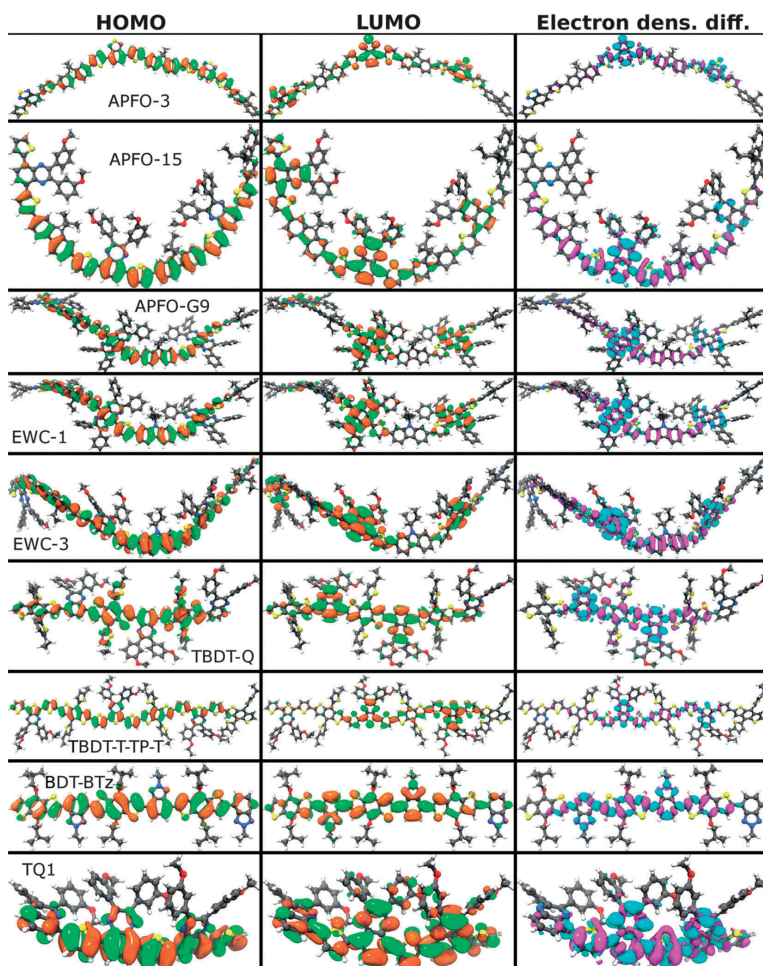 HOMO LUMO Electron dens. diff.
APFO-3
APFO-15
APFO-G9
EWC-1
EWC-3
TBDT-Q
TBDT-T-TP-T
BDT-BTz
TQ1